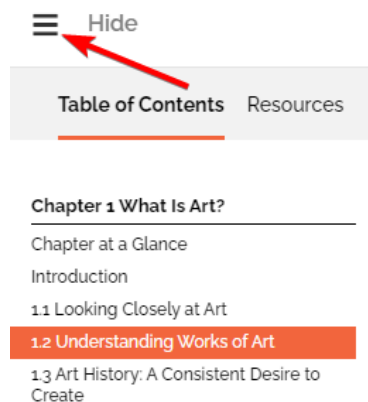 Hide
Table of Contents Resources
Chapter 1 What Is Art?
Chapter at a Glance
Introduction
1.1 Looking Closely at Art
1.2 Understanding Works of Art
1.3 Art History: A Consistent Desire to
Create